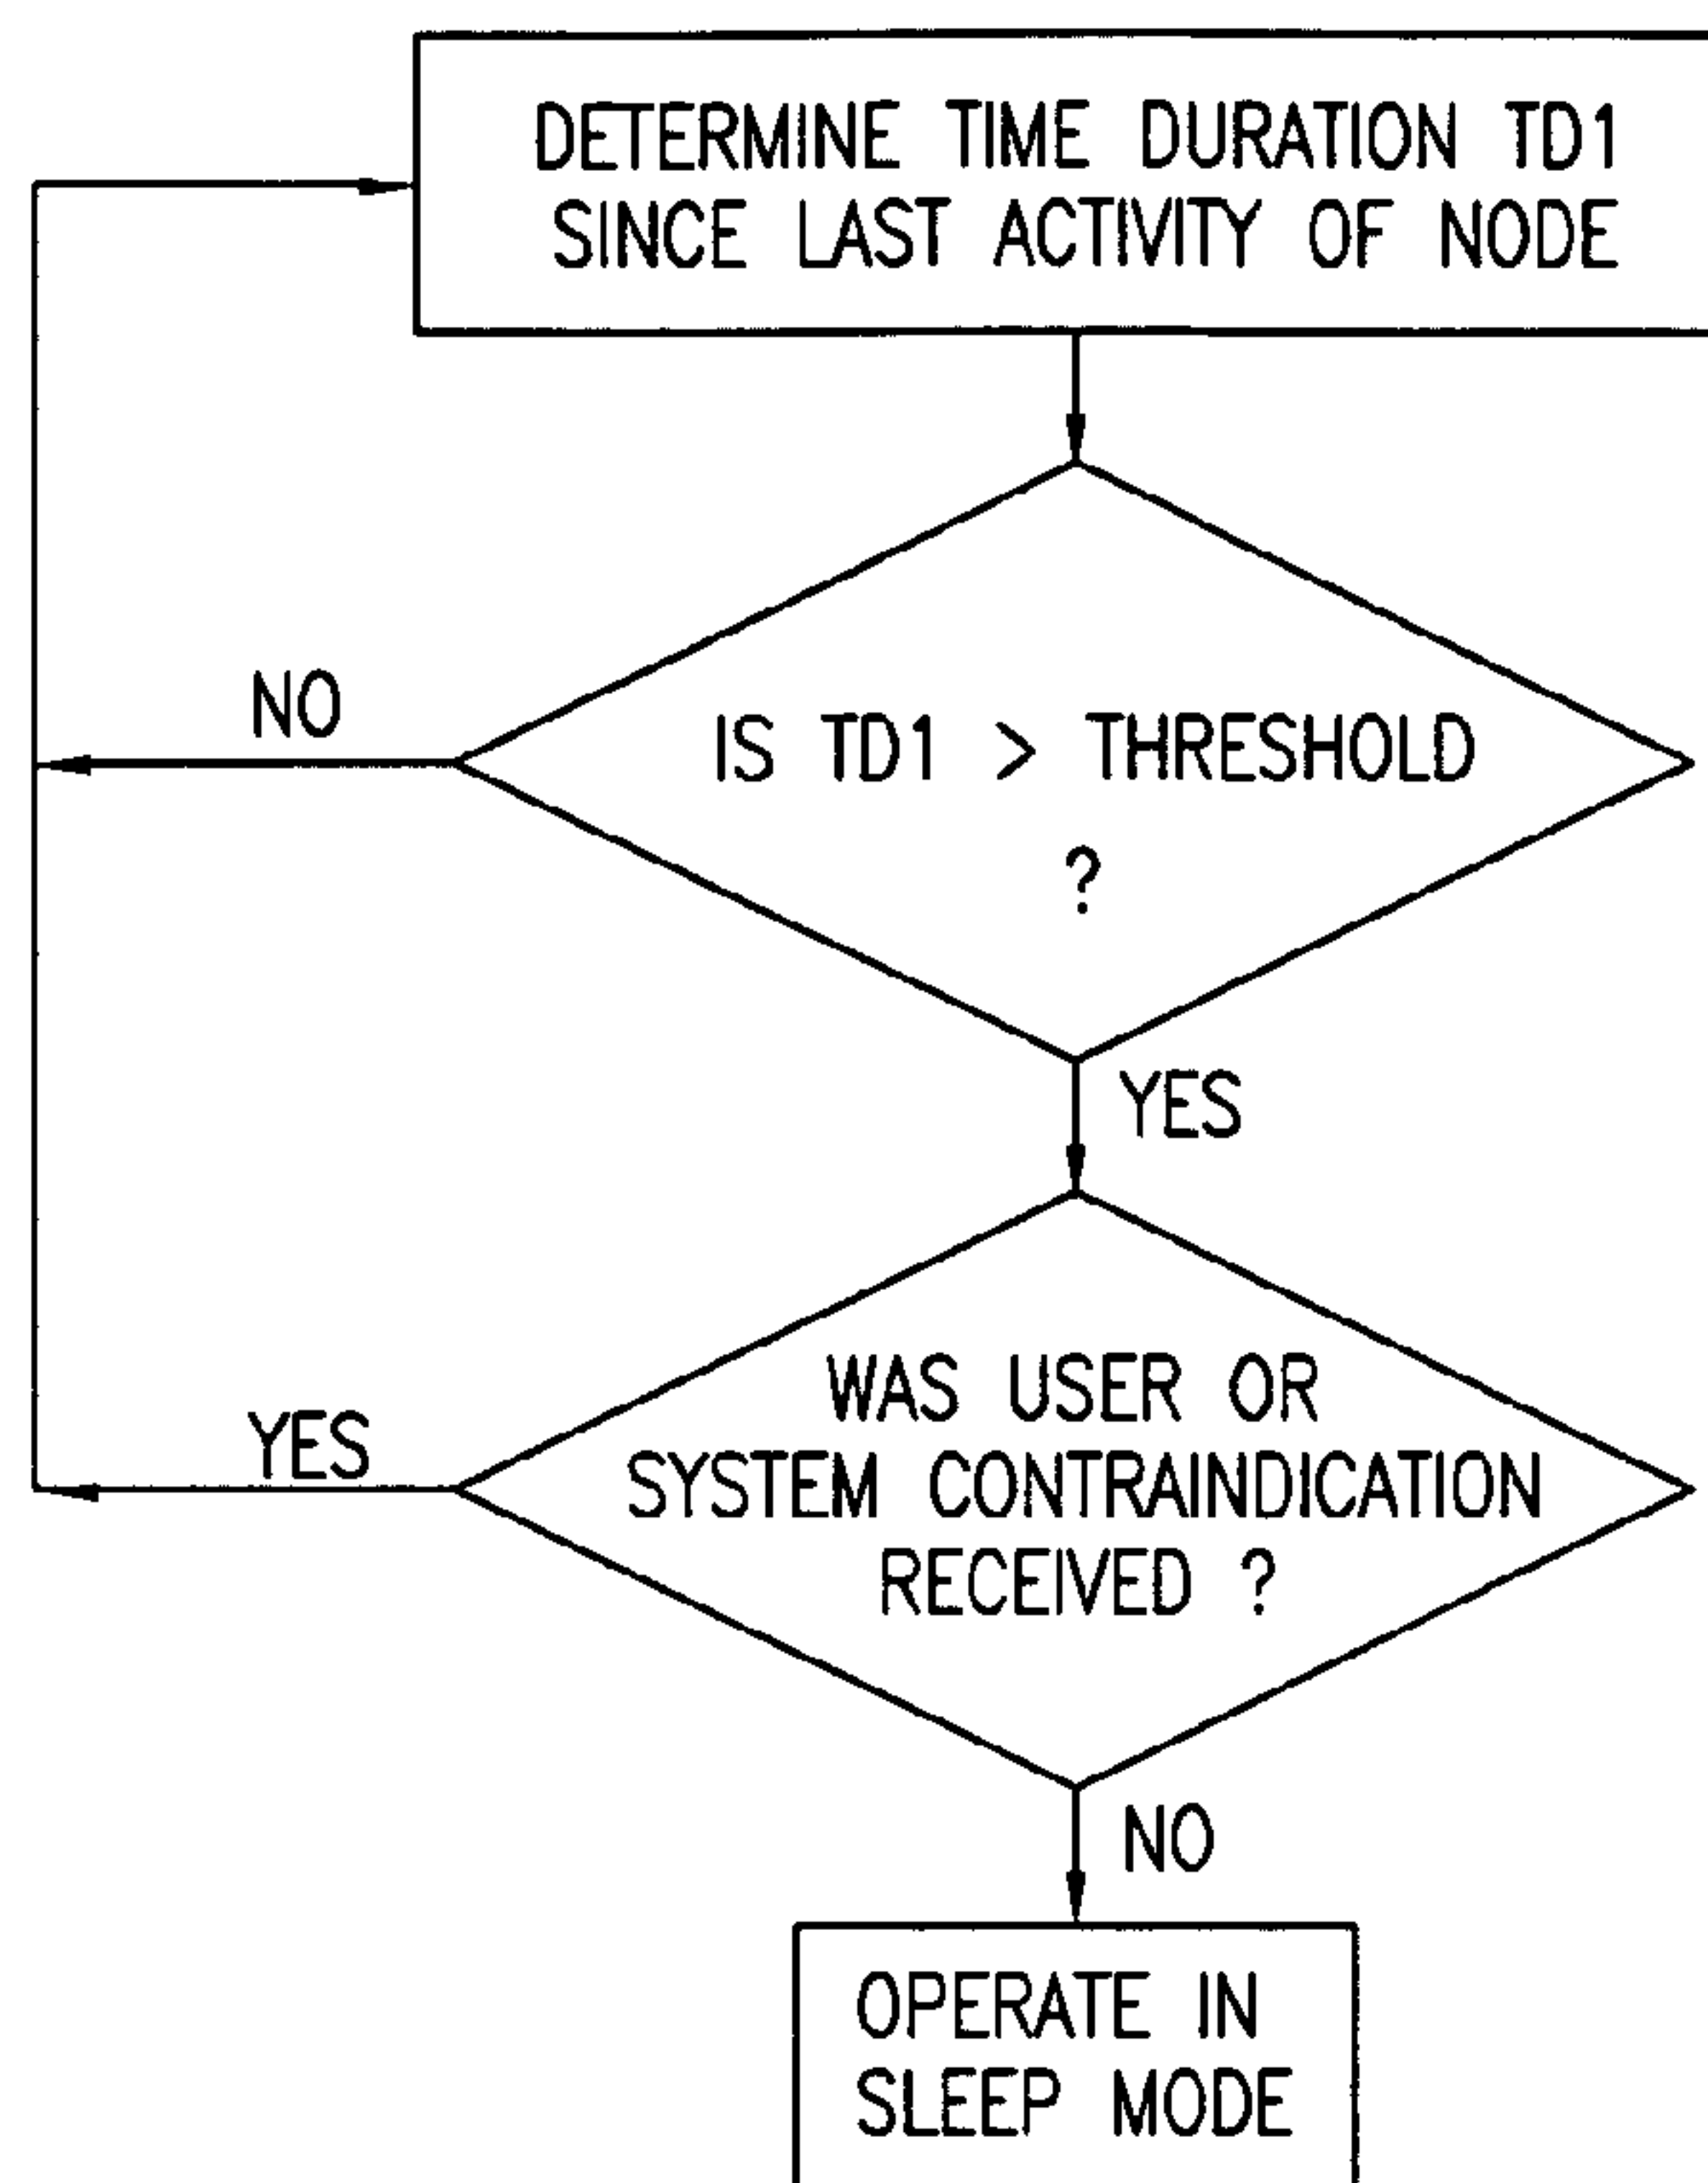 DETERMINE TIME DURATION TD1
SINCE LAST ACTIVITY OF NODE
NO
IS TD1 > THRESHOLD
?
YES
WAS USER OR
SYSTEM CONTRAINDICATION
RECEIVED ?
YES
NO
OPERATE IN
SLEEP MODE